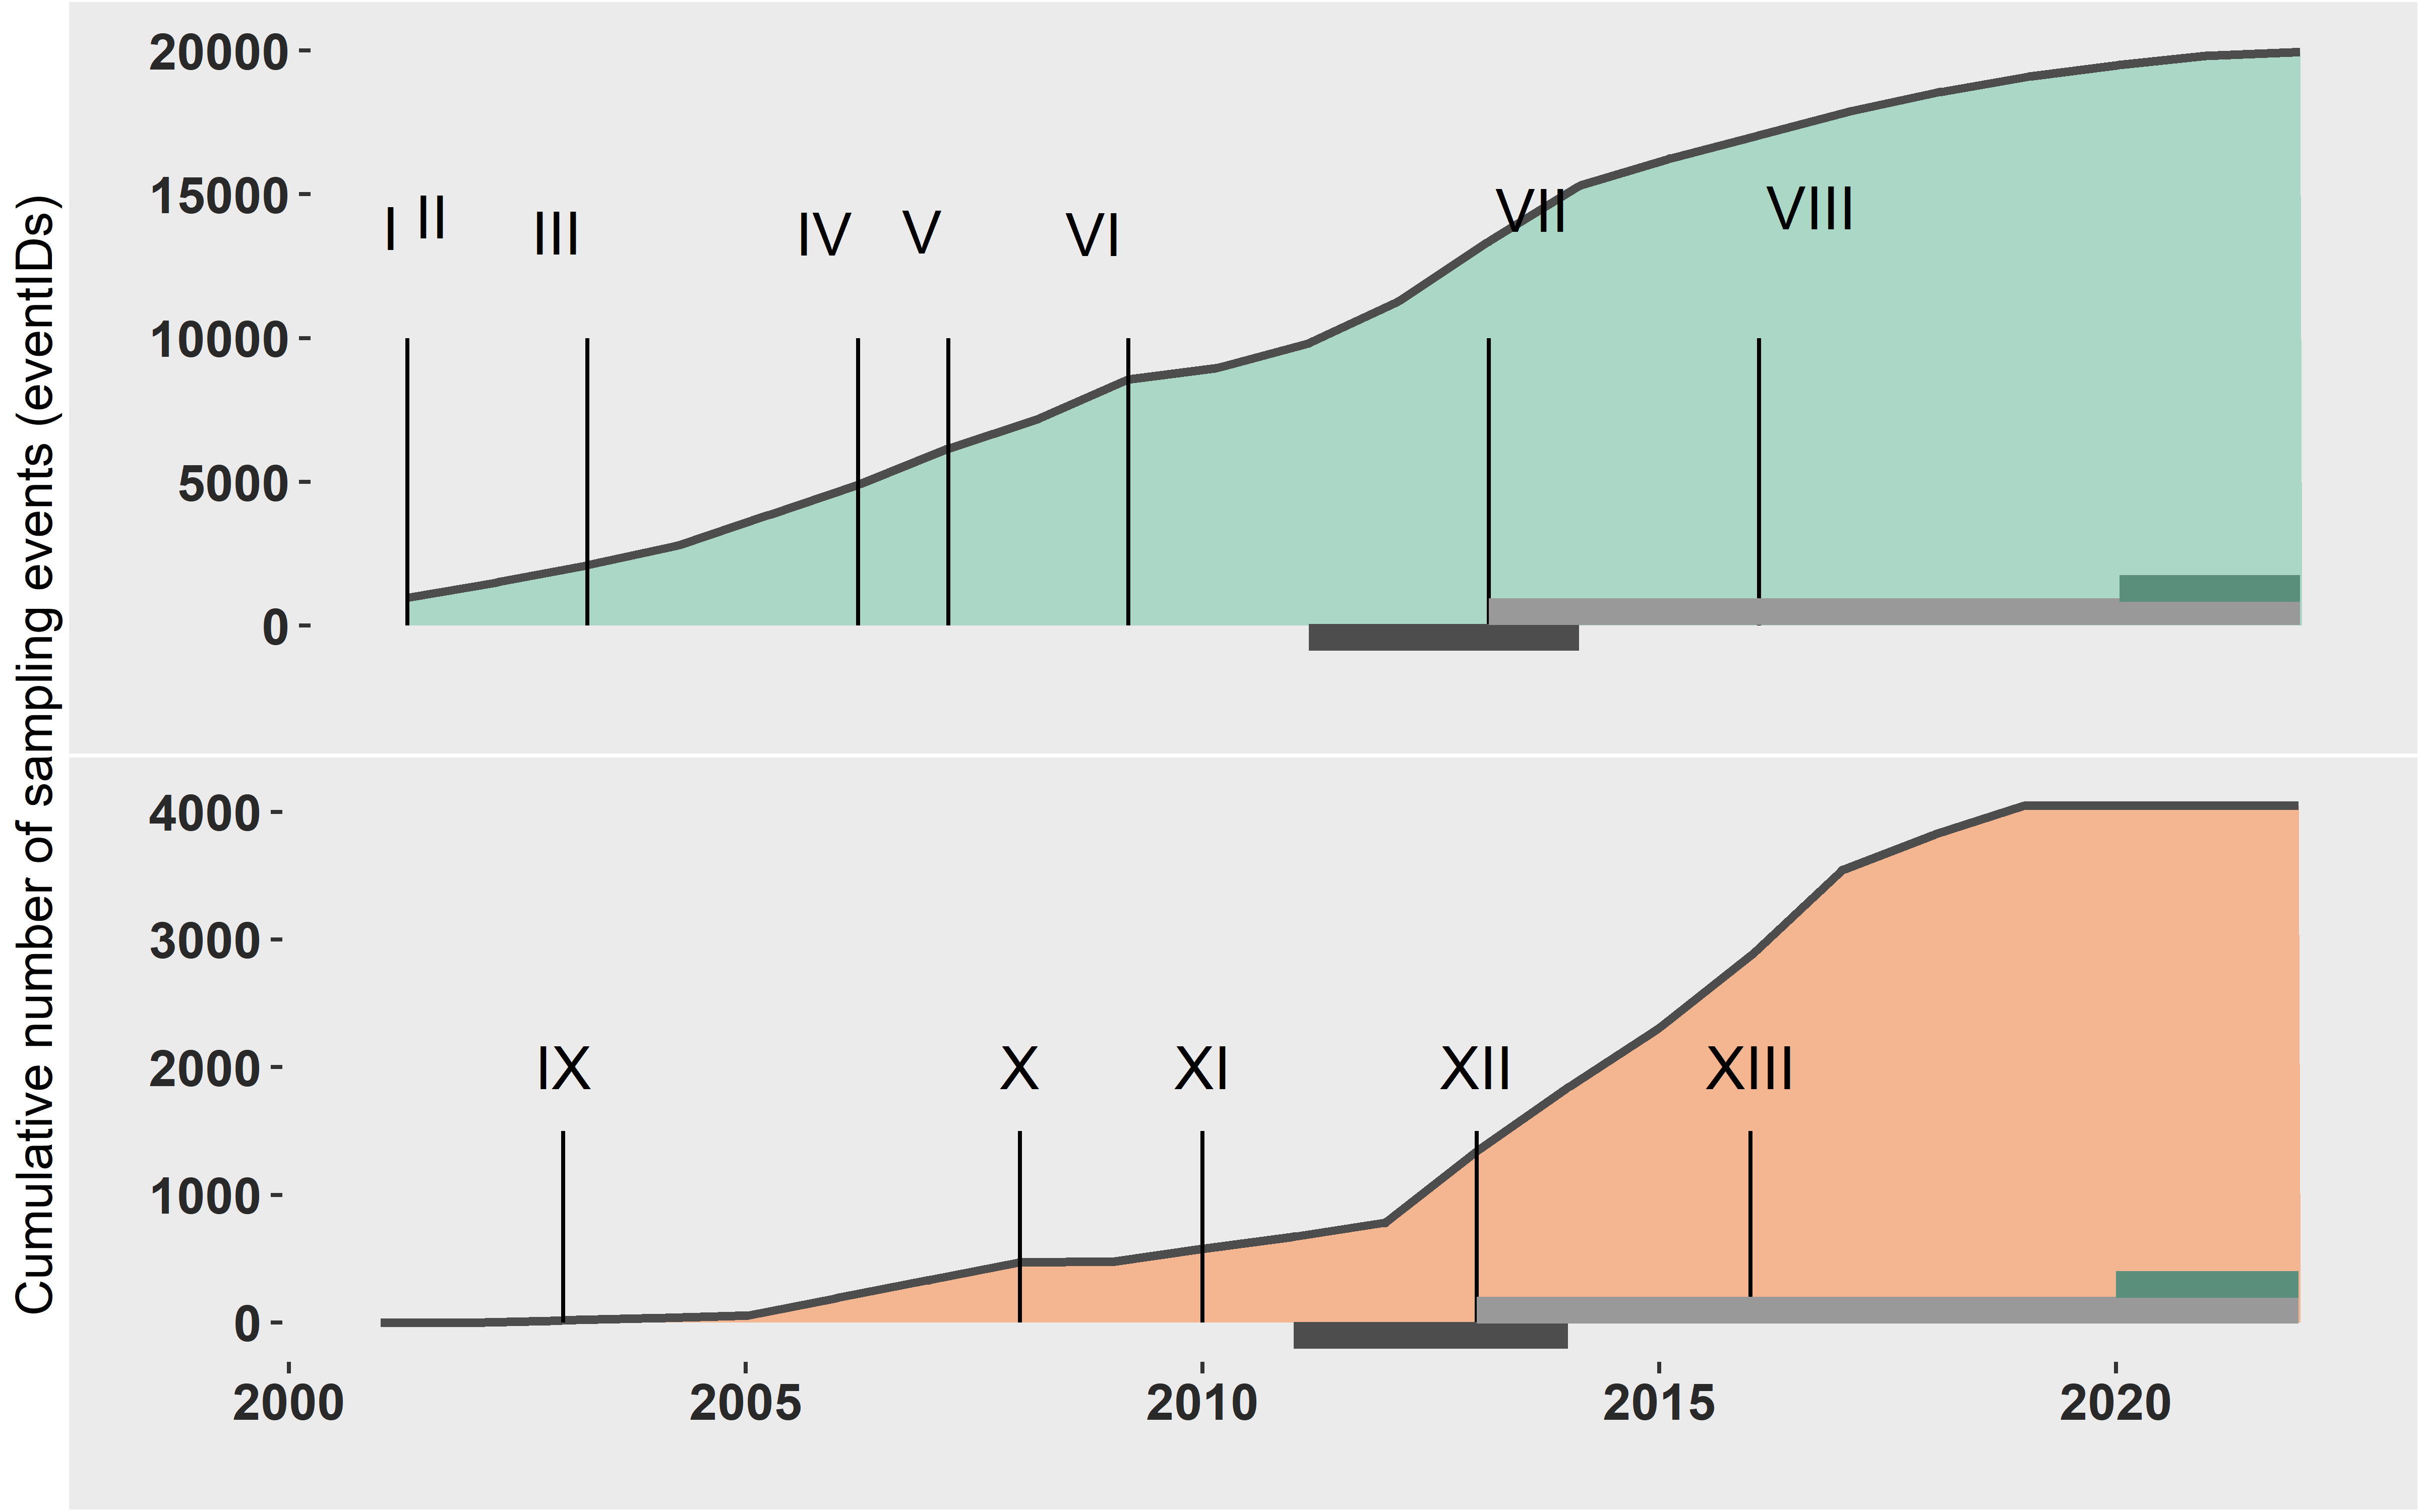 Cumulative number of sampling events (eventIDs)
20000
15000
10000
5000
0
I II III IV V VI VII VIII
4000
3000
2000
1000
0
IX X XI XII XIII
2000 2005 2010 2015 2020